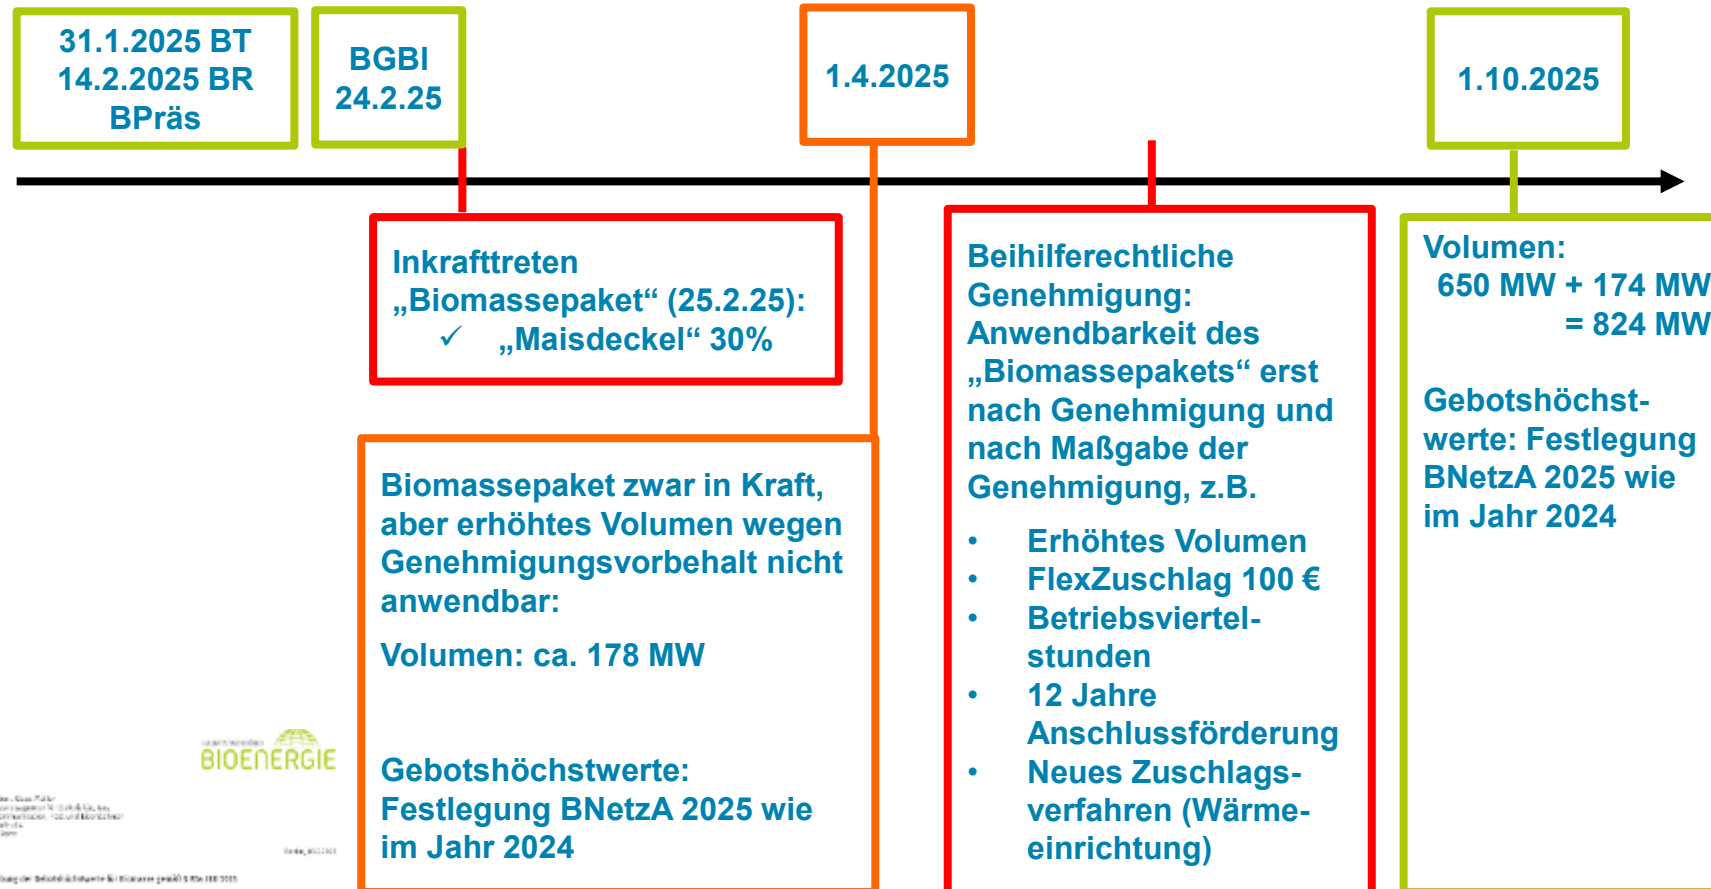 31.1.2025 BT
14.2.2025 BR
BPräs
BGBl
24.2.25
1.4.2025
1.10.2025
Inkrafttreten
„Biomassepaket“ (25.2.25):
✓ „Maisdeckel“ 30%
Biomassepaket zwar in Kraft,
aber erhöhtes Volumen wegen
Genehmigungsvorbehalt nicht
anwendbar:
Volumen: ca. 178 MW
Gebotshöchstwerte:
Festlegung BNetzA 2025 wie
im Jahr 2024
Beihilferechtliche
Genehmigung:
Anwendbarkeit des
„Biomassepakets“ erst
nach Genehmigung und
nach Maßgabe der
Genehmigung, z.B.
• Erhöhtes Volumen
• FlexZuschlag 100 €
• Betriebsviertel-
stunden
• 12 Jahre
Anschlussförderung
• Neues Zuschlags-
verfahren (Wärme-
einrichtung)
Volumen:
650 MW + 174 MW
= 824 MW
Gebotshöchst-
werte: Festlegung
BNetzA 2025 wie
im Jahr 2024
BIOENERGIE